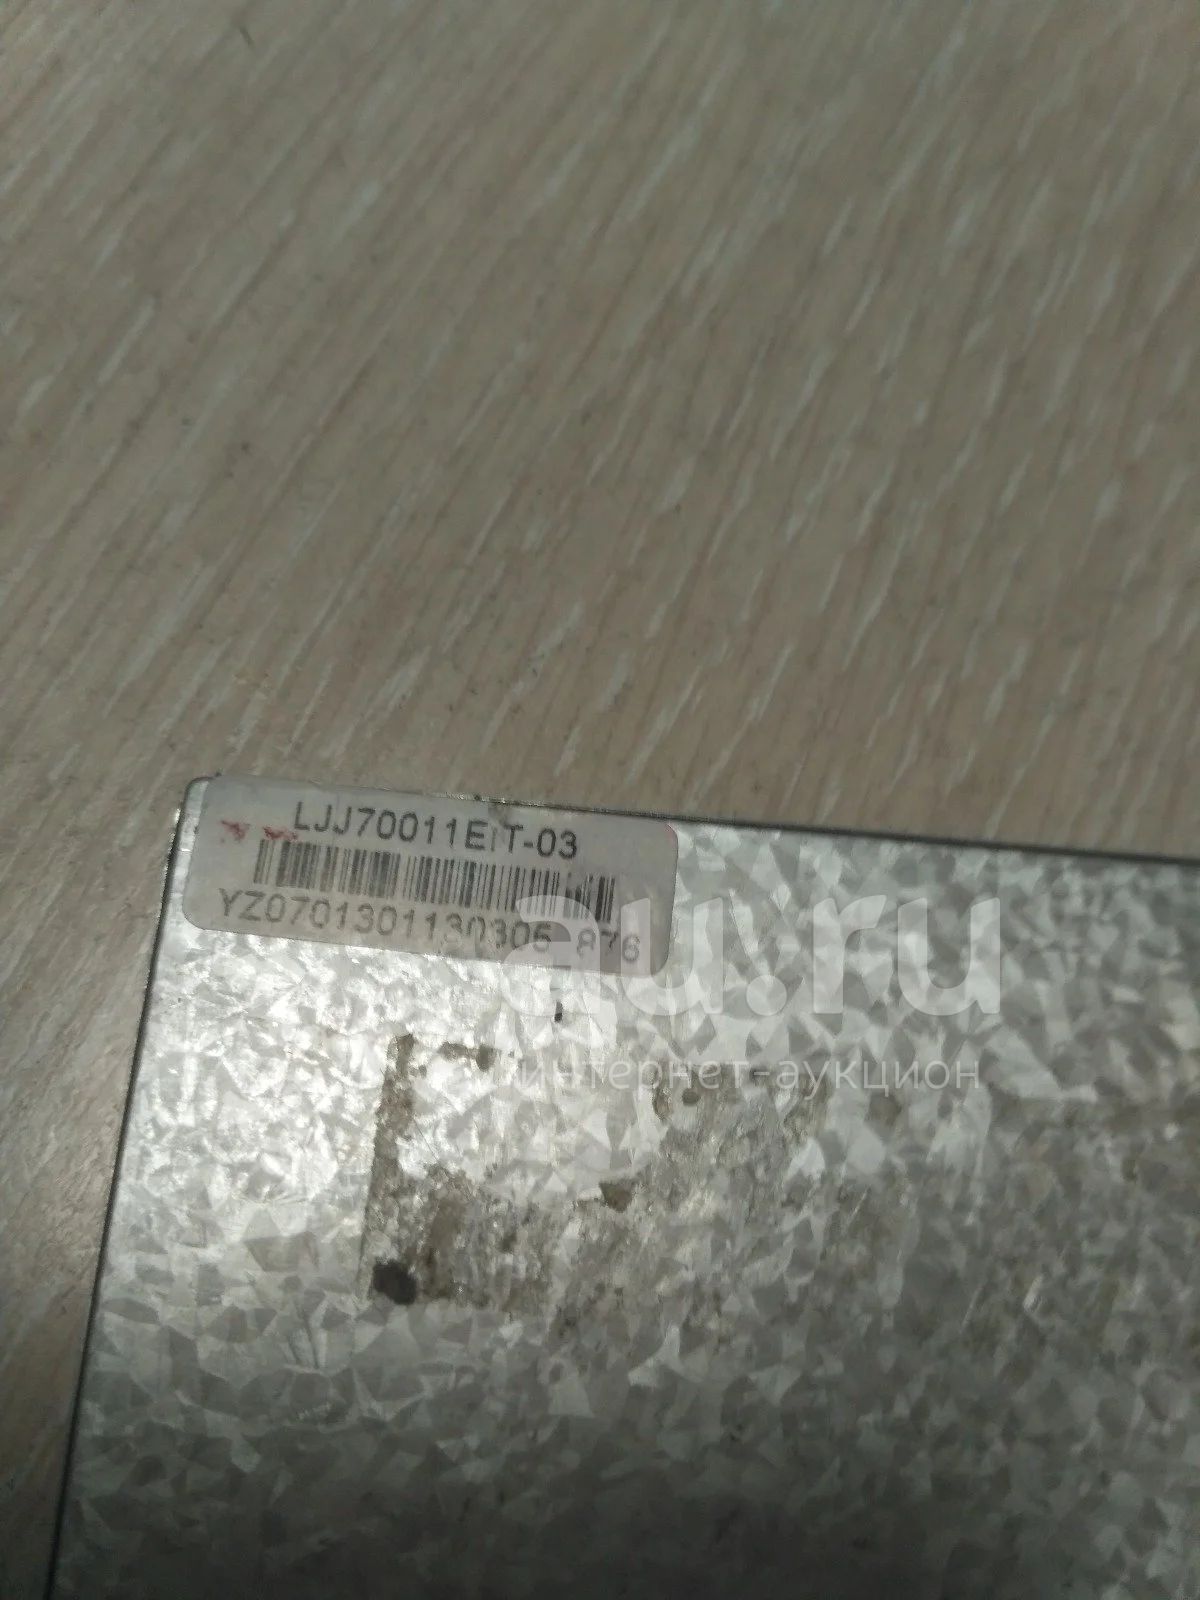 LJJ70011EIT-03
YZ0701301130305 876
au.ru
интернет-аукцион